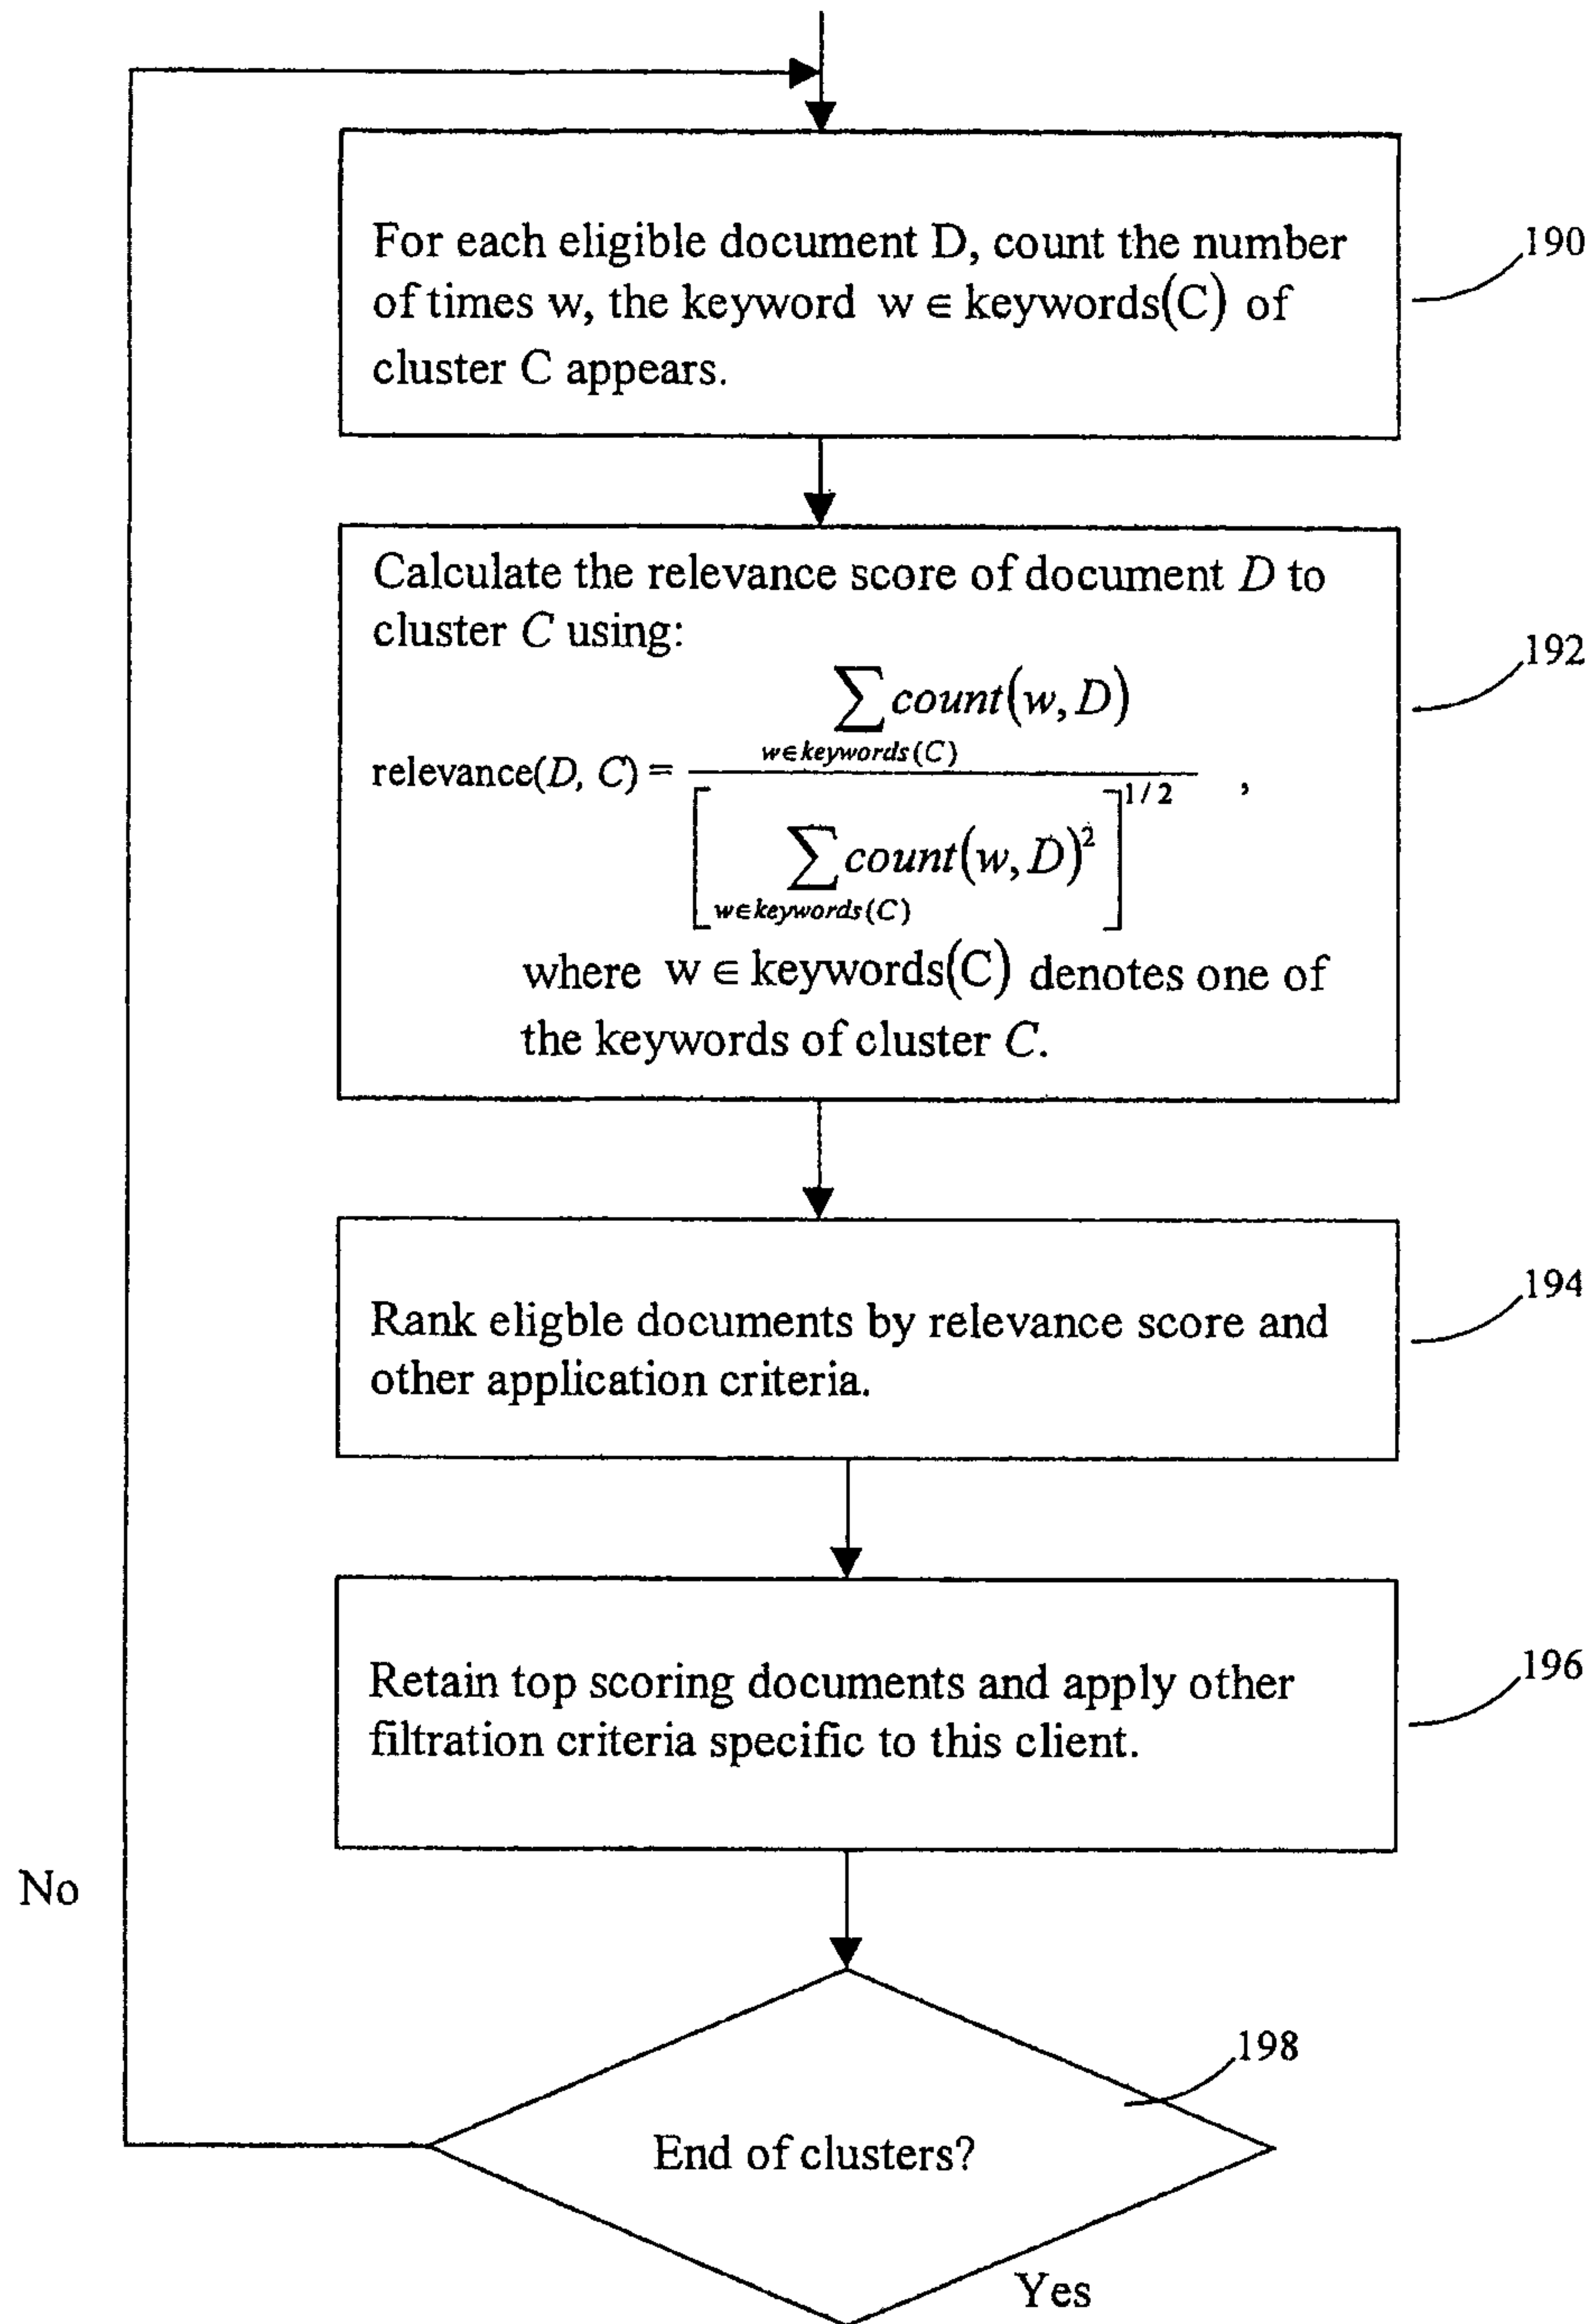 For each eligible document D, count the number
of times w, the keyword w ∈ keywords(C) of
cluster C appears.
190
Calculate the relevance score of document D to
cluster C using:
192
∑ count(w, D)
w∈keywords(C)
relevance(D, C) = ,
[ ∑ count(w, D)² ]^1/2
w∈keywords(C)
where w ∈ keywords(C) denotes one of
the keywords of cluster C.
Rank eligble documents by relevance score and
other application criteria.
194
Retain top scoring documents and apply other
filtration criteria specific to this client.
196
No
198
End of clusters?
Yes